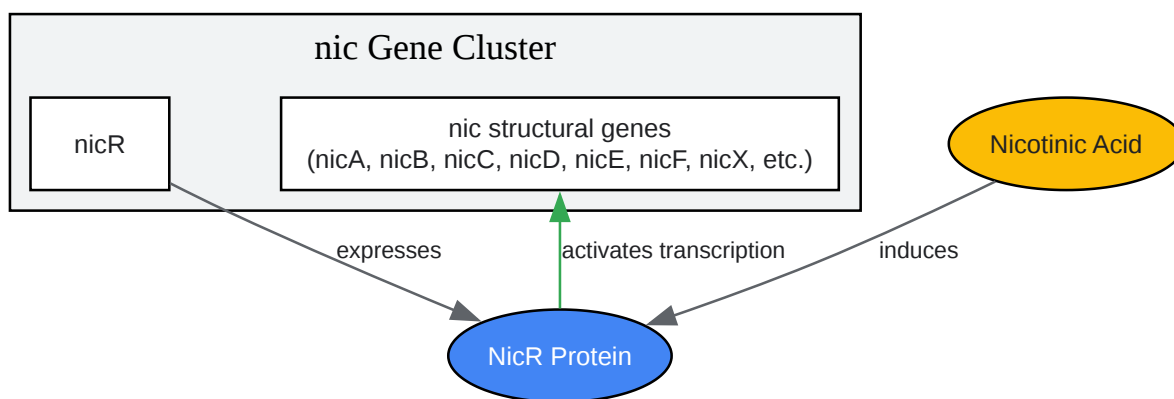 nic Gene Cluster
nicR
nic structural genes
(nicA, nicB, nicC, nicD, nicE, nicF, nicX, etc.)
Nicotinic Acid
expresses
activates transcription
induces
NicR Protein